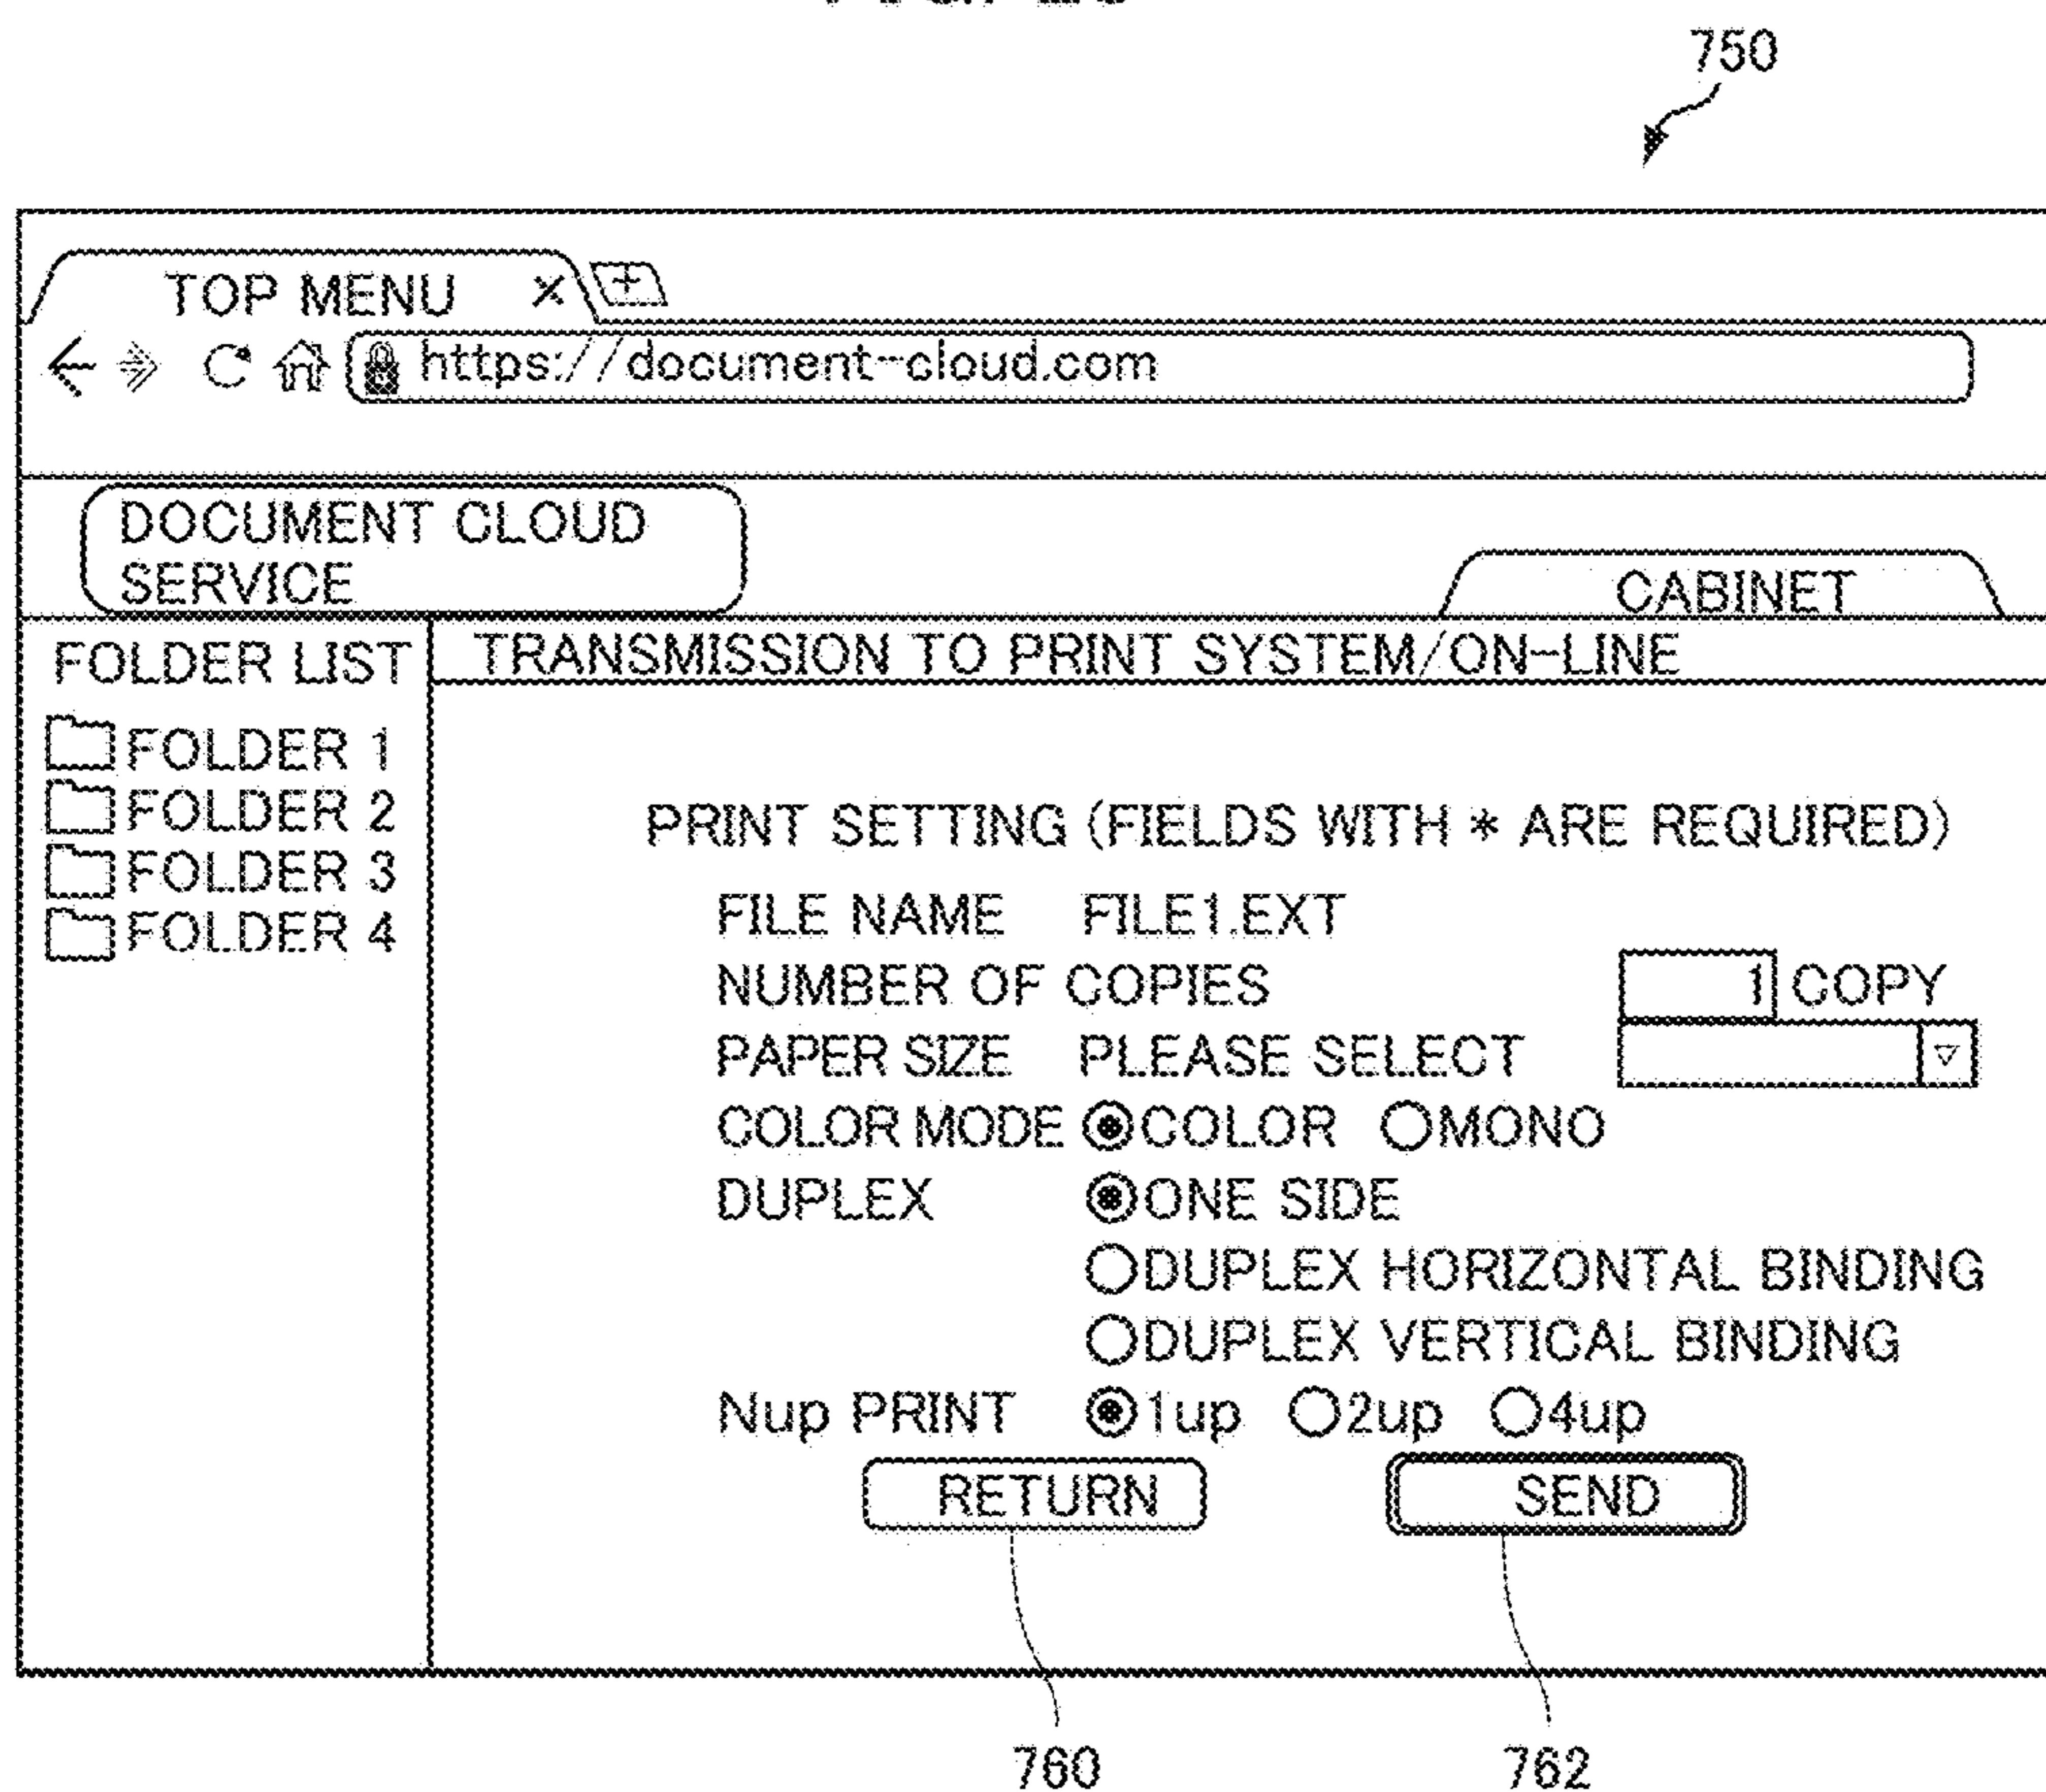 750
TOP MENU ×
https://document-cloud.com
DOCUMENT CLOUD
SERVICE
CABINET
FOLDER LIST
FOLDER 1
FOLDER 2
FOLDER 3
FOLDER 4
TRANSMISSION TO PRINT SYSTEM/ON-LINE
PRINT SETTING (FIELDS WITH * ARE REQUIRED)
FILE NAME FILE1.EXT
NUMBER OF COPIES 1 COPY
PAPER SIZE PLEASE SELECT
COLOR MODE COLOR MONO
DUPLEX ONE SIDE
DUPLEX HORIZONTAL BINDING
DUPLEX VERTICAL BINDING
Nup PRINT 1up 2up 4up
RETURN SEND
760 762